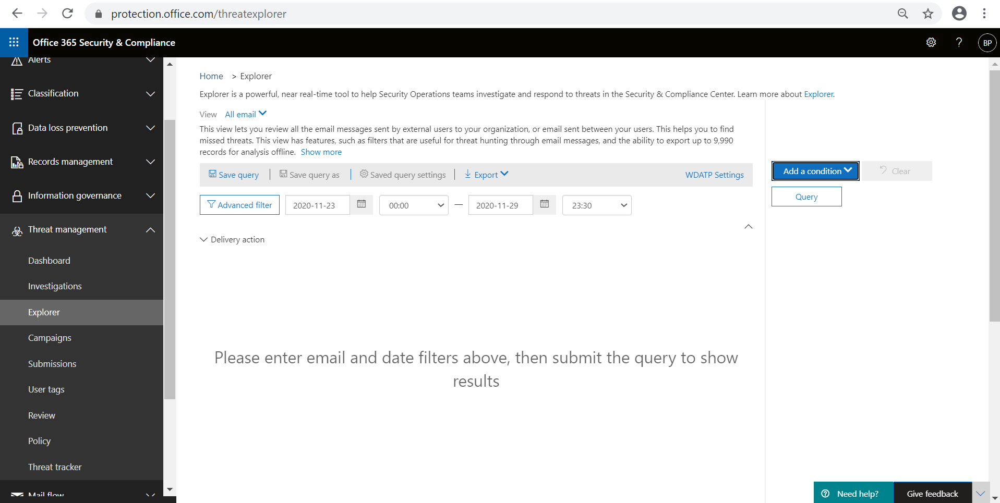 protection.office.com/threatexplorer
Office 365 Security & Compliance
?
BP
Alerts
Classification
Data loss prevention
Records management
Information governance
Threat management
Dashboard
Investigations
Explorer
Campaigns
Submissions
User tags
Review
Policy
Threat tracker
Mail flow
Home > Explorer
Explorer is a powerful, near real-time tool to help Security Operations teams investigate and respond to threats in the Security & Compliance Center. Learn more about Explorer.
View All email
This view lets you review all the email messages sent by external users to your organization, or email sent between your users. This helps you to find
missed threats. This view has features, such as filters that are useful for threat hunting through email messages, and the ability to export up to 9,990
records for analysis offline. Show more
Save query | Save query as | Saved query settings | Export WDATP Settings
Advanced filter 2020-11-23 00:00 — 2020-11-29 23:30
Delivery action
Please enter email and date filters above, then submit the query to show
results
Add a condition Clear
Query
Need help? Give feedback